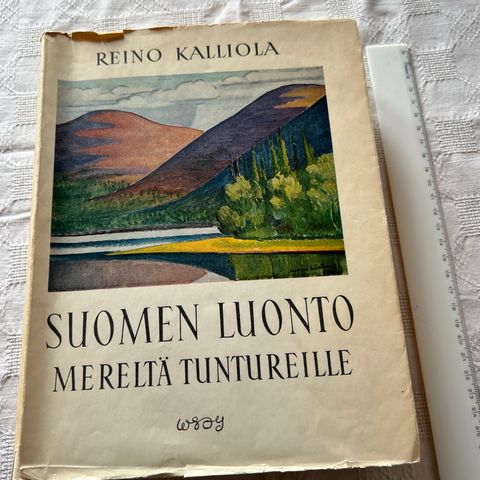 REINO KALLIOLA
SUOMEN LUONTO
MERELTÄ TUNTUREILLE
WSOY